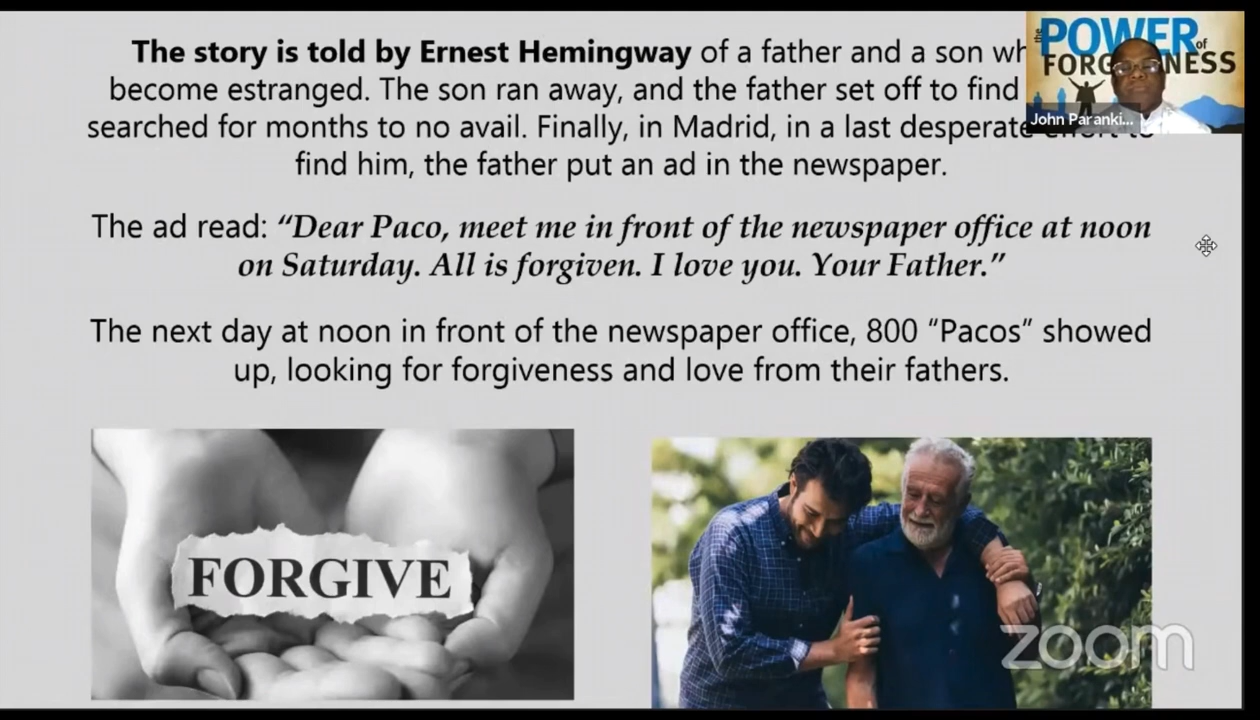 The story is told by Ernest Hemingway of a father and a son wh
become estranged. The son ran away, and the father set off to find
searched for months to no avail. Finally, in Madrid, in a last desperate effort to
find him, the father put an ad in the newspaper.
The ad read: “Dear Paco, meet me in front of the newspaper office at noon
on Saturday. All is forgiven. I love you. Your Father.”
The next day at noon in front of the newspaper office, 800 “Pacos” showed
up, looking for forgiveness and love from their fathers.
the POWER of
FORG NESS
John Paranki...
FORGIVE
zoom